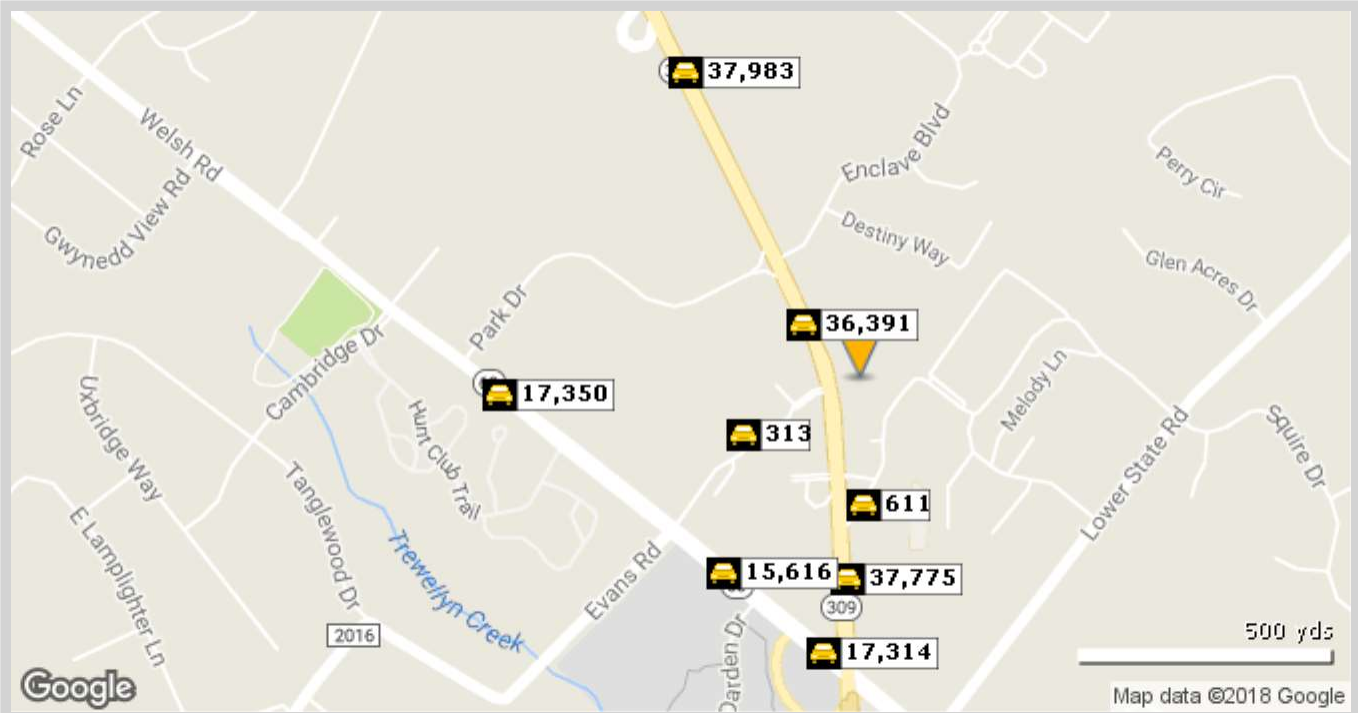 37,983
Rose Ln
Welsh Rd
Enclave Blvd
Perry Cir
Gwynedd View Rd
Destiny Way
Glen Acres Dr
Park Dr
36,391
Cambridge Dr
17,350
Melody Ln
Uxbridge Way
Hunt Club Trail
313
Lower State Rd
Squire Dr
Tanglewood Dr
611
E Lamplighter Ln
Trewellyn Creek
Evans Rd
15,616
37,775
309
2016
Darden Dr
17,314
500 yds
Google
Map data ©2018 Google